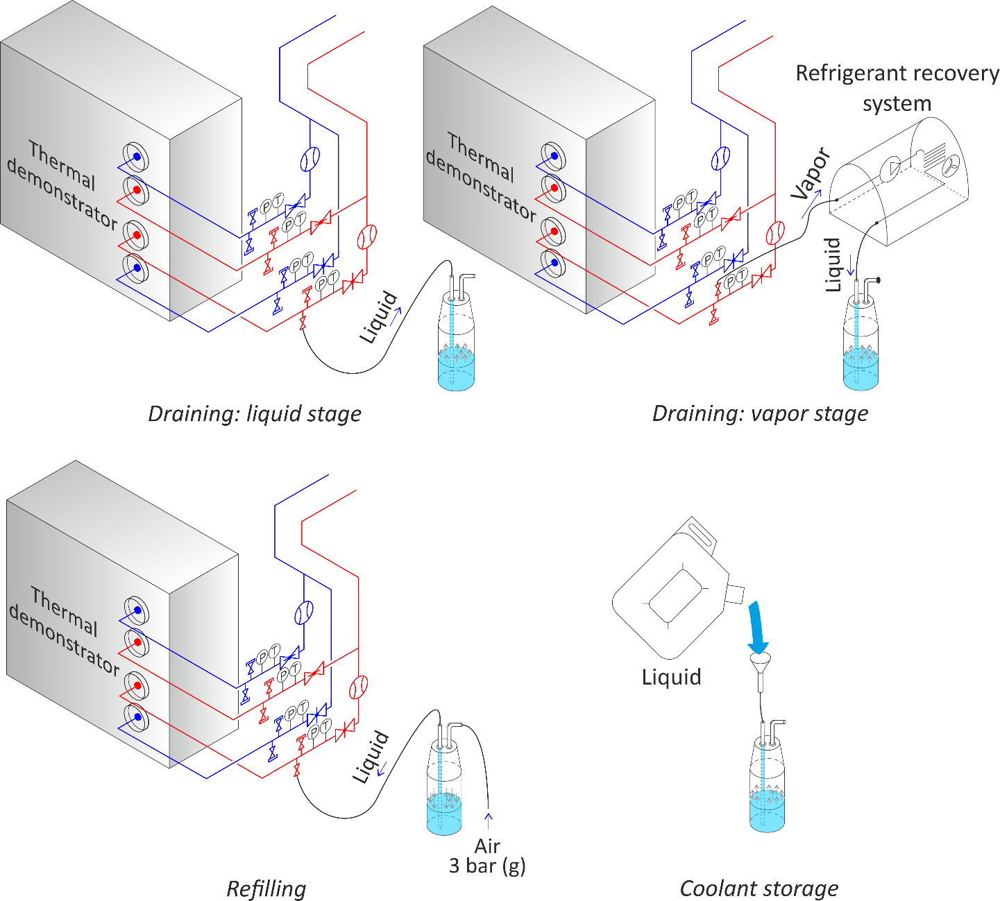 Thermal
demonstrator
P T
P T
P T
P T
Liquid
Draining: liquid stage
Thermal
demonstrator
P T
P T
P T
P T
Vapor
Refrigerant recovery
system
Liquid
Draining: vapor stage
Thermal
demonstrator
P T
P T
P T
P T
Liquid
Air
3 bar (g)
Refilling
Liquid
Coolant storage